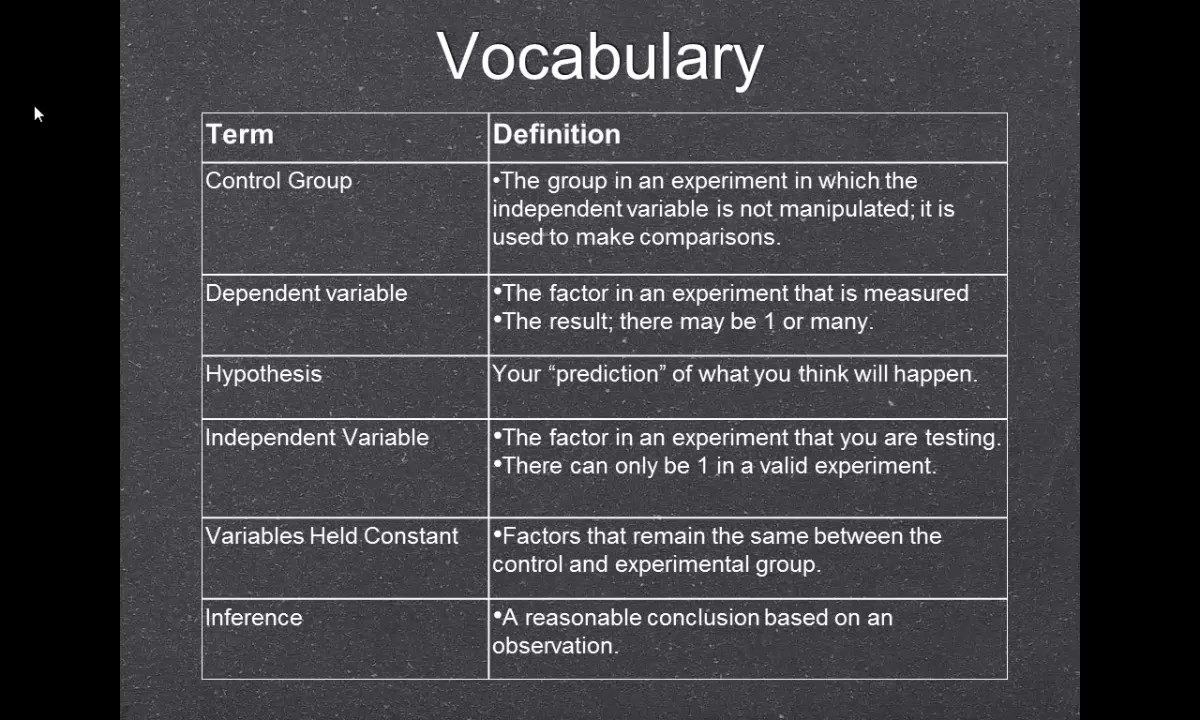 Vocabulary
Term
Definition
Control Group
•The group in an experiment in which the
independent variable is not manipulated; it is
used to make comparisons.
Dependent variable
•The factor in an experiment that is measured
•The result; there may be 1 or many.
Hypothesis
Your “prediction” of what you think will happen.
Independent Variable
•The factor in an experiment that you are testing.
•There can only be 1 in a valid experiment.
Variables Held Constant
•Factors that remain the same between the
control and experimental group.
Inference
•A reasonable conclusion based on an
observation.